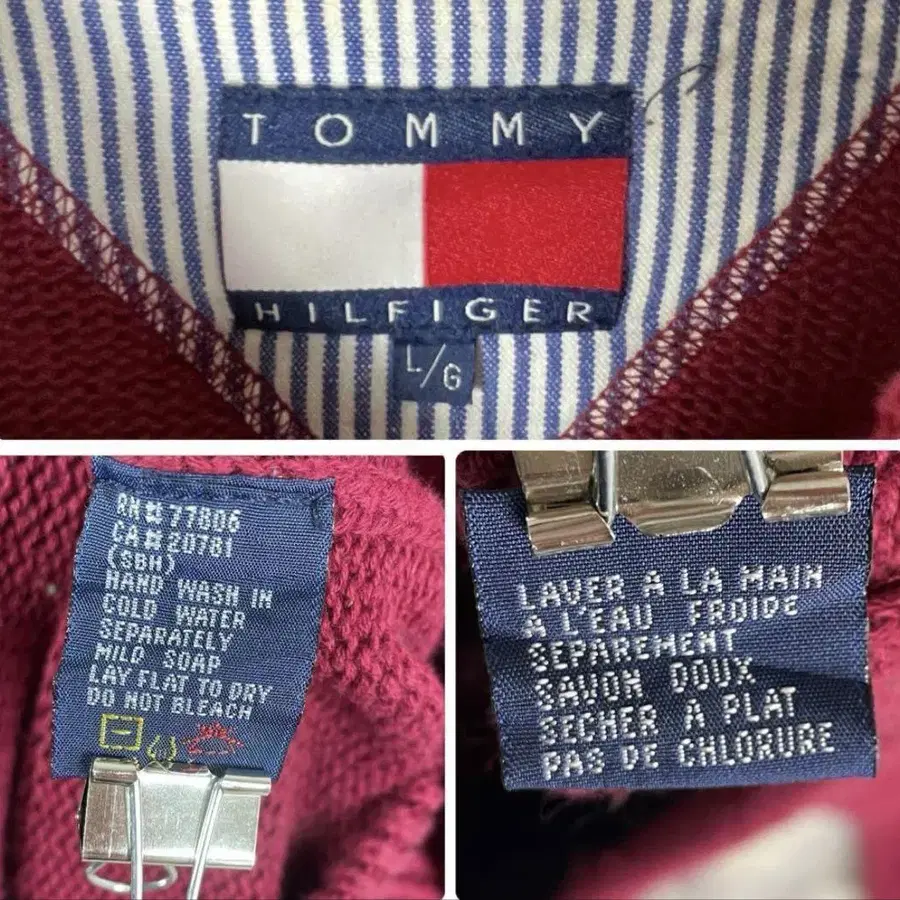 TOMMY
HILFIGER
L/G
RN#77806
CA#20781
(SBH)
HAND WASH IN
COLD WATER
SEPARATELY
MILD SOAP
LAY FLAT TO DRY
DO NOT BLEACH
LAVER A LA MAIN
A L'EAU FROIDE
SEPAREMENT
SAVON DOUX
SECHER A PLAT
PAS DE CHLORURE